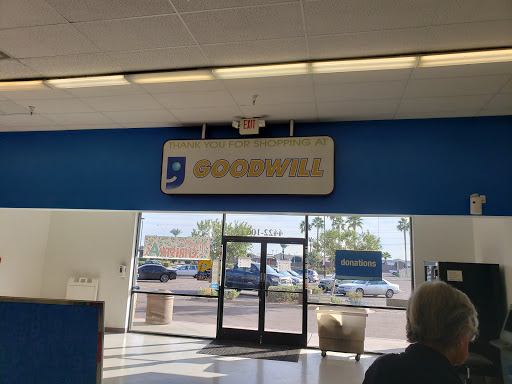 EXIT
THANK YOU FOR SHOPPING AT
GOODWILL
donations